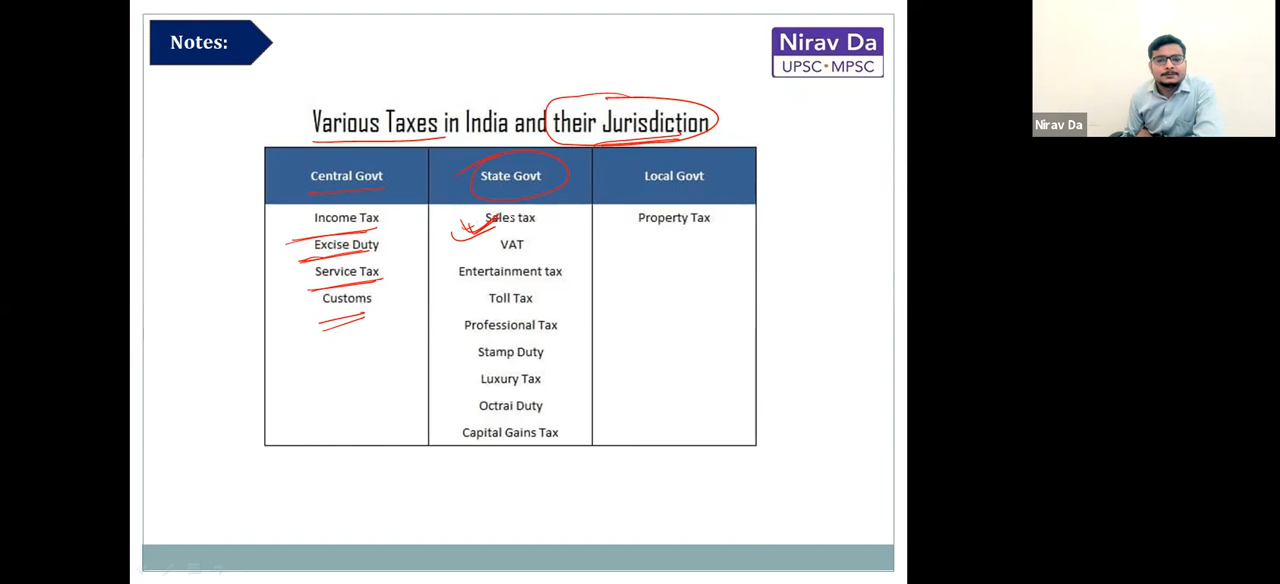 Notes:
Nirav Da
UPSC • MPSC
Nirav Da
Various Taxes in India and their Jurisdiction
Central Govt State Govt Local Govt
Income Tax Sales tax Property Tax
Excise Duty VAT
Service Tax Entertainment tax
Customs Toll Tax
Professional Tax
Stamp Duty
Luxury Tax
Octrai Duty
Capital Gains Tax